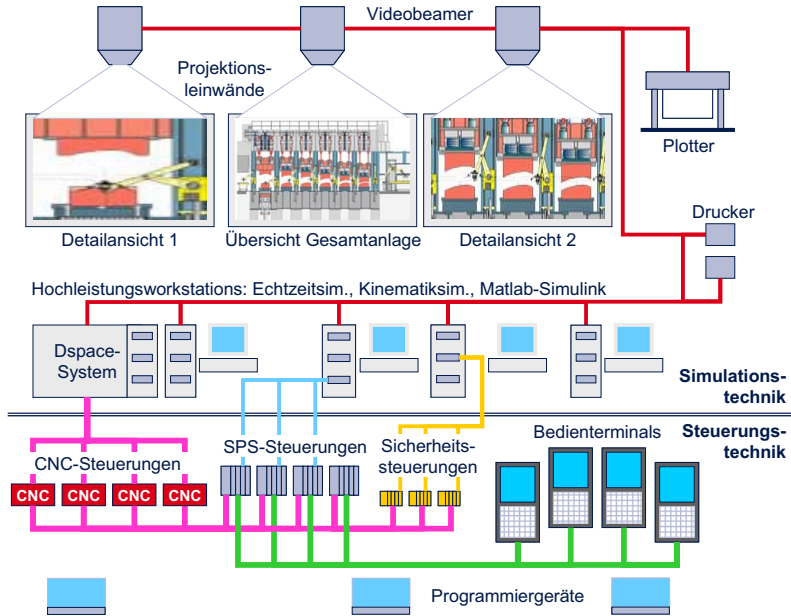 Videobeamer
Projektions-
leinwände
Plotter
Detailansicht 1
Übersicht Gesamtanlage
Detailansicht 2
Drucker
Hochleistungsworkstations: Echtzeitsim., Kinematiksim., Matlab-Simulink
Dspace-
System
Simulations-
technik
Steuerungs-
technik
CNC-Steuerungen
SPS-Steuerungen
Sicherheits-
steuerungen
Bedienterminals
CNC
CNC
CNC
CNC
Programmiergeräte